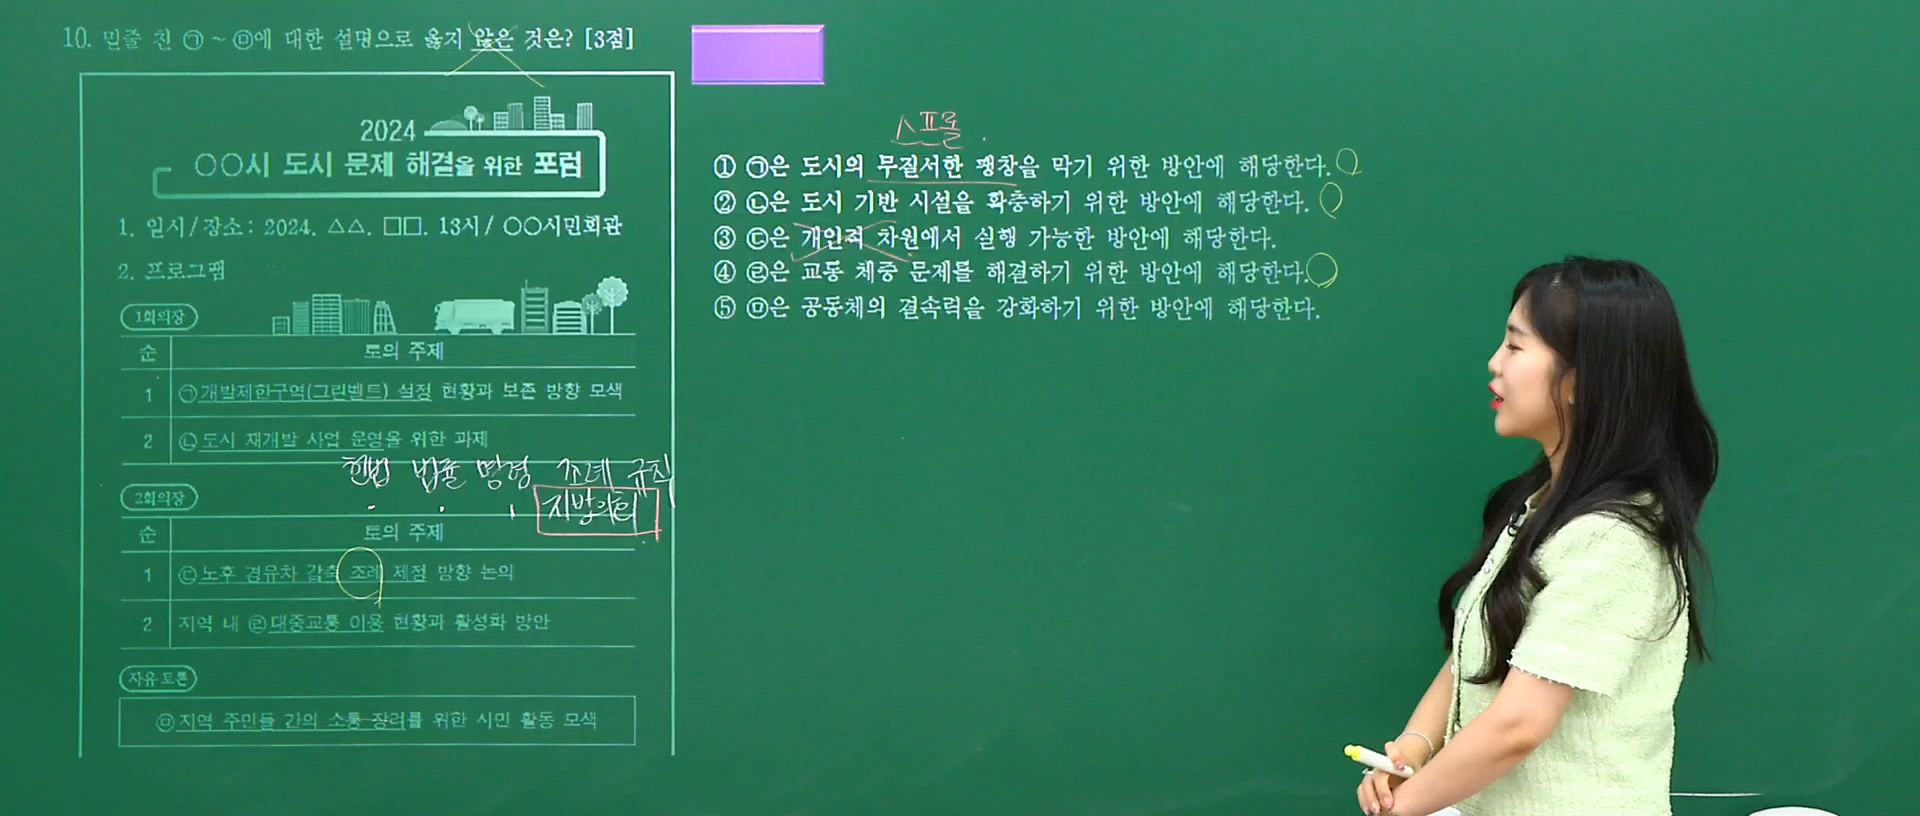 10. 밑줄 친 ㉠ ~ ㉤에 대한 설명으로 옳지 않은 것은? [3점]
2024
○○시 도시 문제 해결을 위한 포럼
1. 일시/장소: 2024. △△. □□. 13시/ ○○시민회관
2. 프로그램
1회의장
순 토의 주제
1 ㉠개발제한구역(그린벨트) 설정 현황과 보존 방향 모색
2 ㉡도시 재개발 사업 운영을 위한 과제
헌법 법률 명령 조례 규칙
지방의회
2회의장
순 토의 주제
1 ㉢노후 경유차 감축 조례 제정 방향 논의
2 지역 내 ㉣대중교통 이용 현황과 활성화 방안
자유 토론
㉤지역 주민들 간의 소통 장려를 위한 시민 활동 모색
스프롤
① ㉠은 도시의 무질서한 팽창을 막기 위한 방안에 해당한다.
② ㉡은 도시 기반 시설을 확충하기 위한 방안에 해당한다.
③ ㉢은 개인적 차원에서 실행 가능한 방안에 해당한다.
④ ㉣은 교통 체증 문제를 해결하기 위한 방안에 해당한다.
⑤ ㉤은 공동체의 결속력을 강화하기 위한 방안에 해당한다.